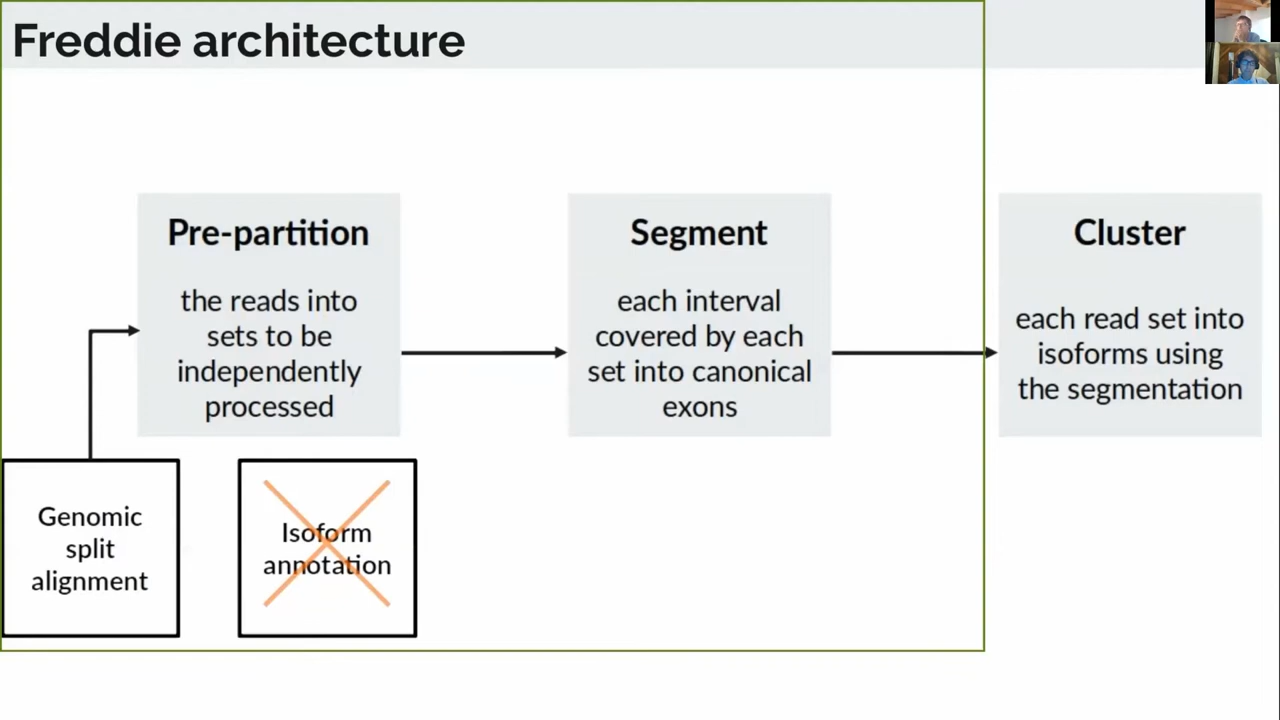 Freddie architecture
Pre-partition
the reads into
sets to be
independently
processed
Segment
each interval
covered by each
set into canonical
exons
Cluster
each read set into
isoforms using
the segmentation
Genomic
split
alignment
Isoform
annotation